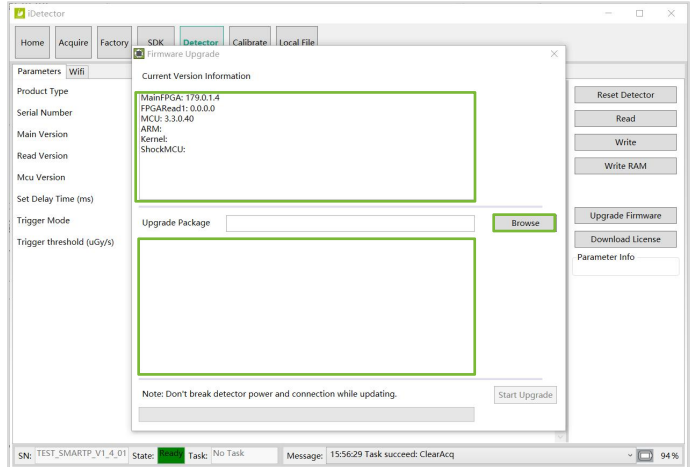 iDetector
Home Acquire Factory SDK Detector Calibrate Local File
Firmware Upgrade
Parameters Wifi
Current Version Information
Product Type
MainFPGA: 179.0.1.4
FPGARead1: 0.0.0.0
MCU: 3.3.0.40
ARM:
Kernel:
ShockMCU:
Reset Detector
Serial Number
Read
Main Version
Write
Read Version
Write RAM
Mcu Version
Set Delay Time (ms)
Trigger Mode
Upgrade Package
Browse
Upgrade Firmware
Trigger threshold (uGy/s)
Download License
Parameter Info
Note: Don't break detector power and connection while updating.
Start Upgrade
SN: TEST_SMARTP_V1_4_01 State: Ready Task: No Task Message: 15:56:29 Task succeed: ClearAcq 94%